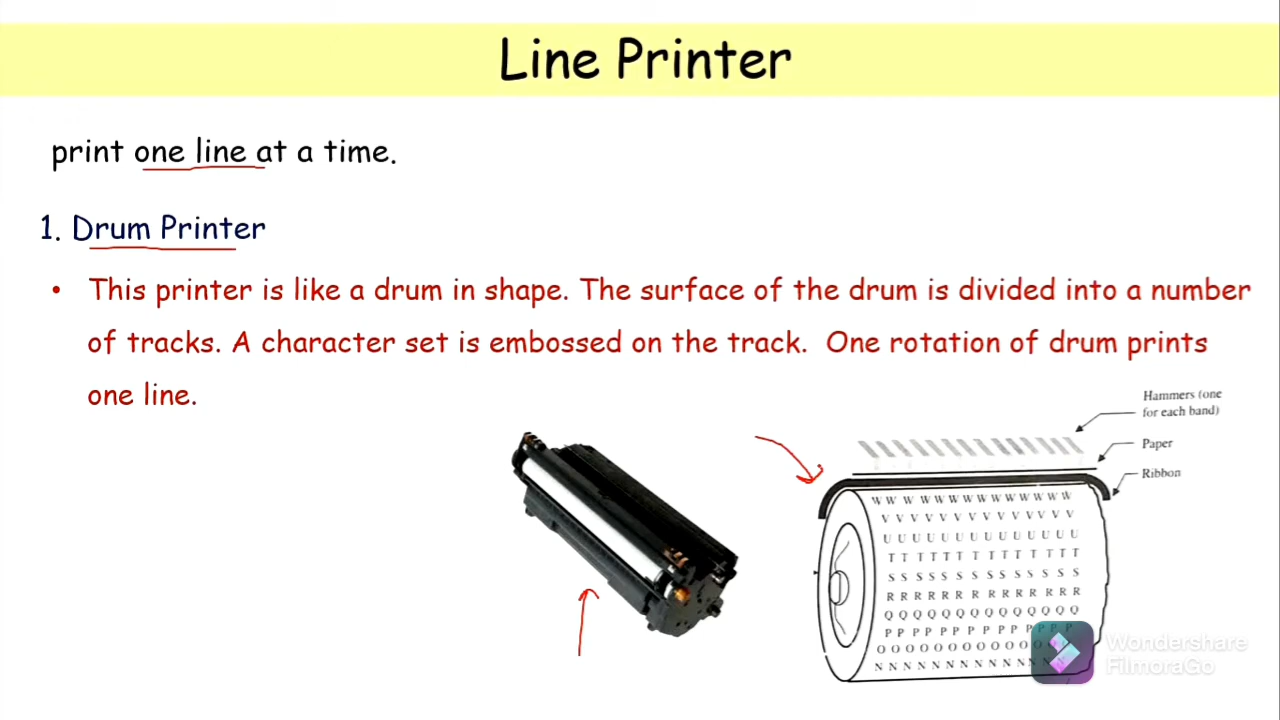 Line Printer
print one line at a time.
1. Drum Printer
• This printer is like a drum in shape. The surface of the drum is divided into a number
of tracks. A character set is embossed on the track. One rotation of drum prints
one line.
Hammers (one
for each band)
Paper
Ribbon
W W W W W W W W W W W W W W
V V V V V V V V V V V V V V
U U U U U U U U U U U U U U
T T T T T T T T T T T T T T
S S S S S S S S S S S S S S
R R R R R R R R R R R R R R
Q Q Q Q Q Q Q Q Q Q Q Q Q Q
P P P P P P P P P P P P P P
O O O O O O O O O O O O O
N N N N N N N N N N N N N
Wondershare
FilmoraGo